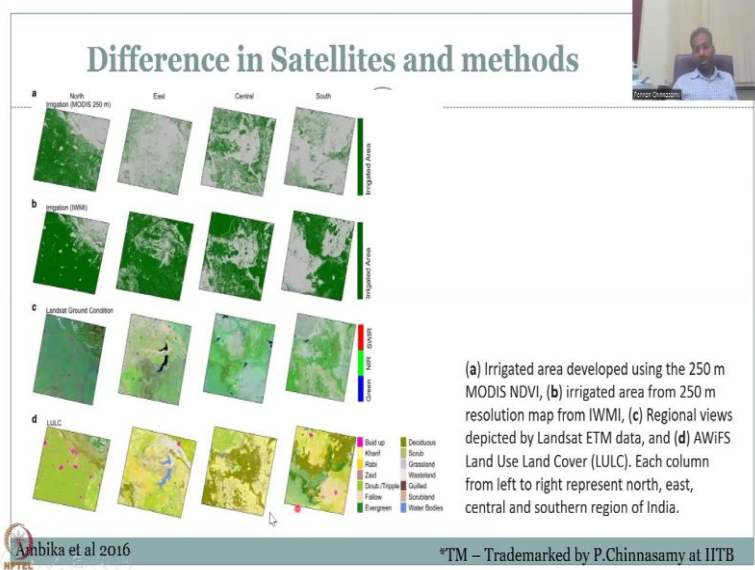 Difference in Satellites and methods
Pennan Chinnasamy
a North East Central South
Irrigation (MODIS 250 m)
Irrigated Area
b Irrigation (IWMI)
Irrigated Area
c Landsat Ground Condition
Green NIR SWIR
d LULC
Buid up Deciduous
Kharif Scrub
Rabi Grassland
Zaid Wasteland
Doub./Tripple Guilled
Fallow Scrubland
Evergreen Water Bodies
(a) Irrigated area developed using the 250 m
MODIS NDVI, (b) irrigated area from 250 m
resolution map from IWMI, (c) Regional views
depicted by Landsat ETM data, and (d) AWiFS
Land Use Land Cover (LULC). Each column
from left to right represent north, east,
central and southern region of India.
NPTEL
Ambika et al 2016
*TM – Trademarked by P.Chinnasamy at IITB